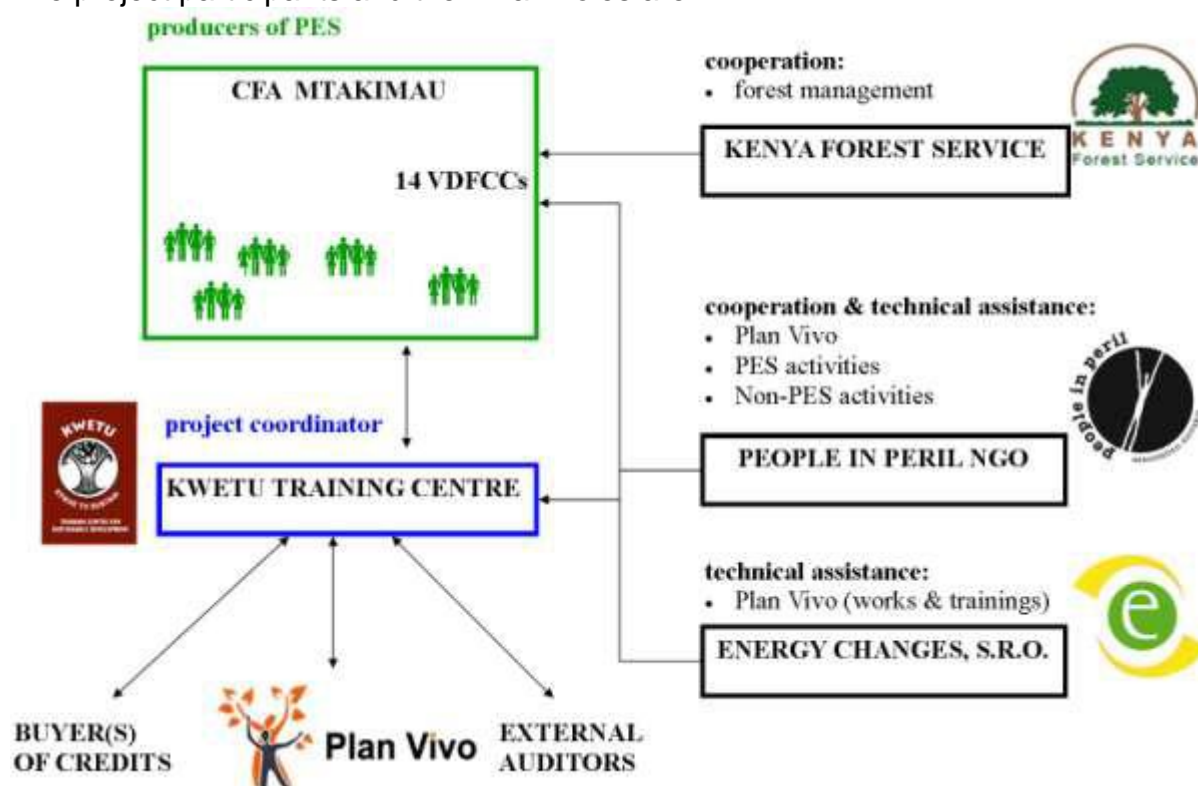 producers of PES
CFA MTAKIMAU
14 VDFCCs
cooperation:
• forest management
KENYA FOREST SERVICE
KENYA
Forest Service
cooperation & technical assistance:
• Plan Vivo
• PES activities
• Non-PES activities
PEOPLE IN PERIL NGO
people in peril
project coordinator
KWETU TRAINING CENTRE
KWETU
technical assistance:
• Plan Vivo (works & trainings)
ENERGY CHANGES, S.R.O.
e
BUYER(S)
OF CREDITS
Plan Vivo
EXTERNAL
AUDITORS